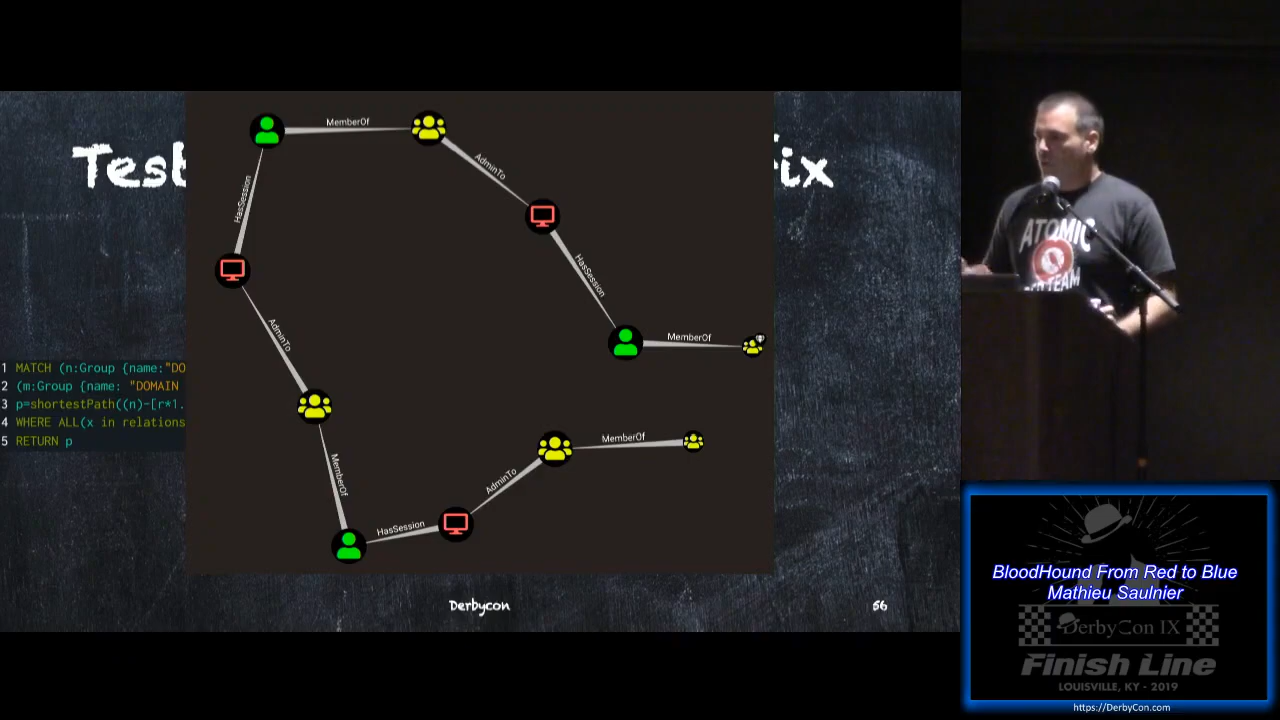 Test
ix
MemberOf
AdminTo
HasSession
HasSession
MemberOf
AdminTo
MemberOf
HasSession
AdminTo
MemberOf
1 MATCH (n:Group {name:"DO
2 (m:Group {name: "DOMAIN
3 p=shortestPath((n)-[r*1.
4 WHERE ALL(x in relations
5 RETURN p
Derbycon
56
ATOMIC
TEAM
BloodHound From Red to Blue
Mathieu Saulnier
DerbyCon IX
Finish Line
LOUISVILLE, KY - 2019
https://DerbyCon.com